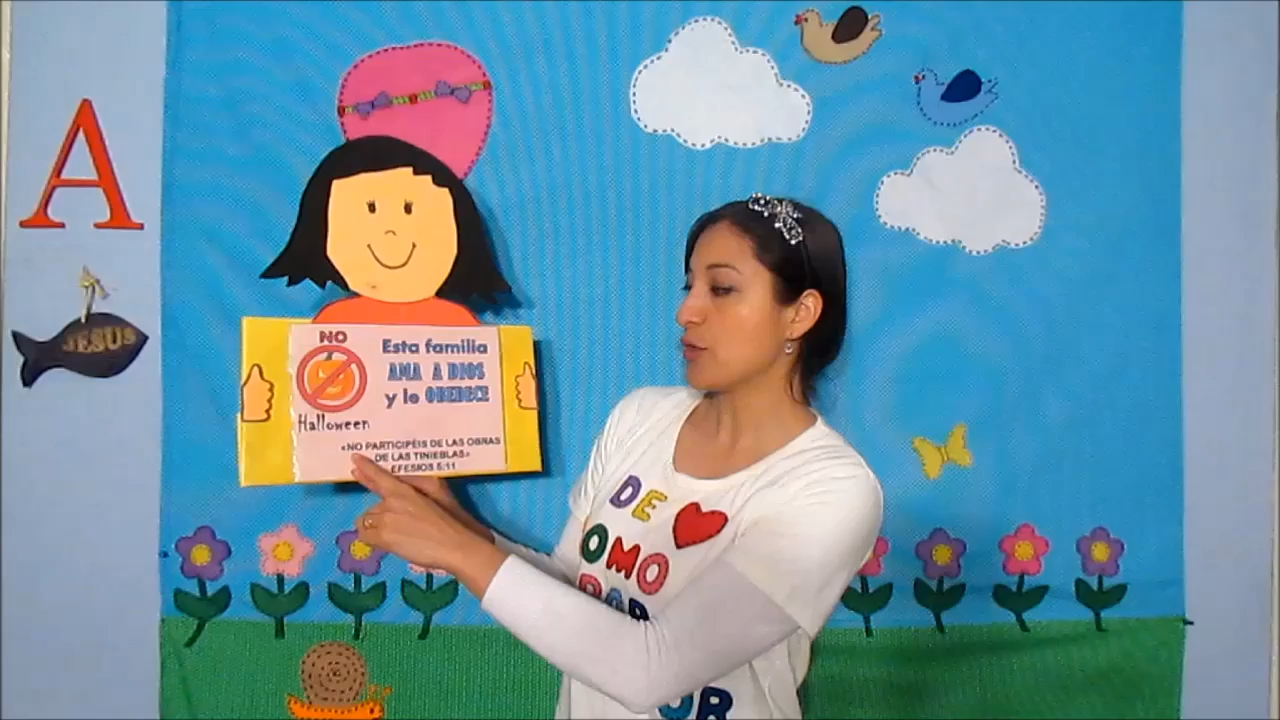 A
JESUS
NO
Halloween
Esta familia
AMA A DIOS
y le OBEDECE
«NO PARTICIPÉIS DE LAS OBRAS
DE LAS TINIEBLAS»
EFESIOS 5:11
DE
OMO